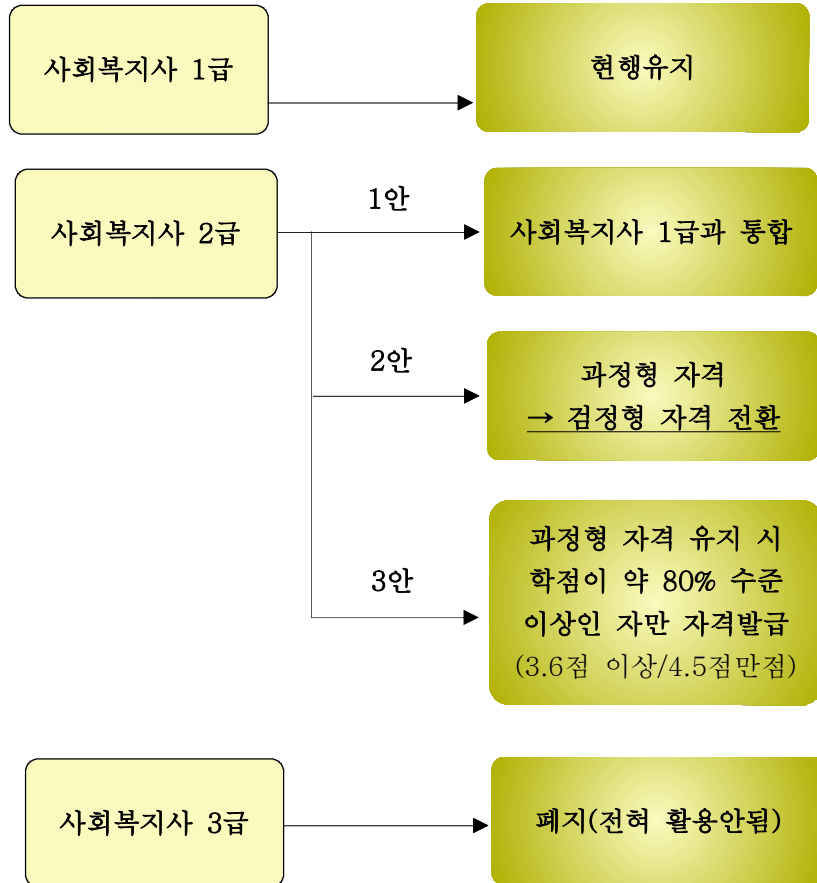 사회복지사 1급
현행유지
사회복지사 2급
1안
사회복지사 1급과 통합
2안
과정형 자격
→ 검정형 자격 전환
3안
과정형 자격 유지 시
학점이 약 80% 수준
이상인 자만 자격발급
(3.6점 이상/4.5점만점)
사회복지사 3급
폐지(전혀 활용안됨)